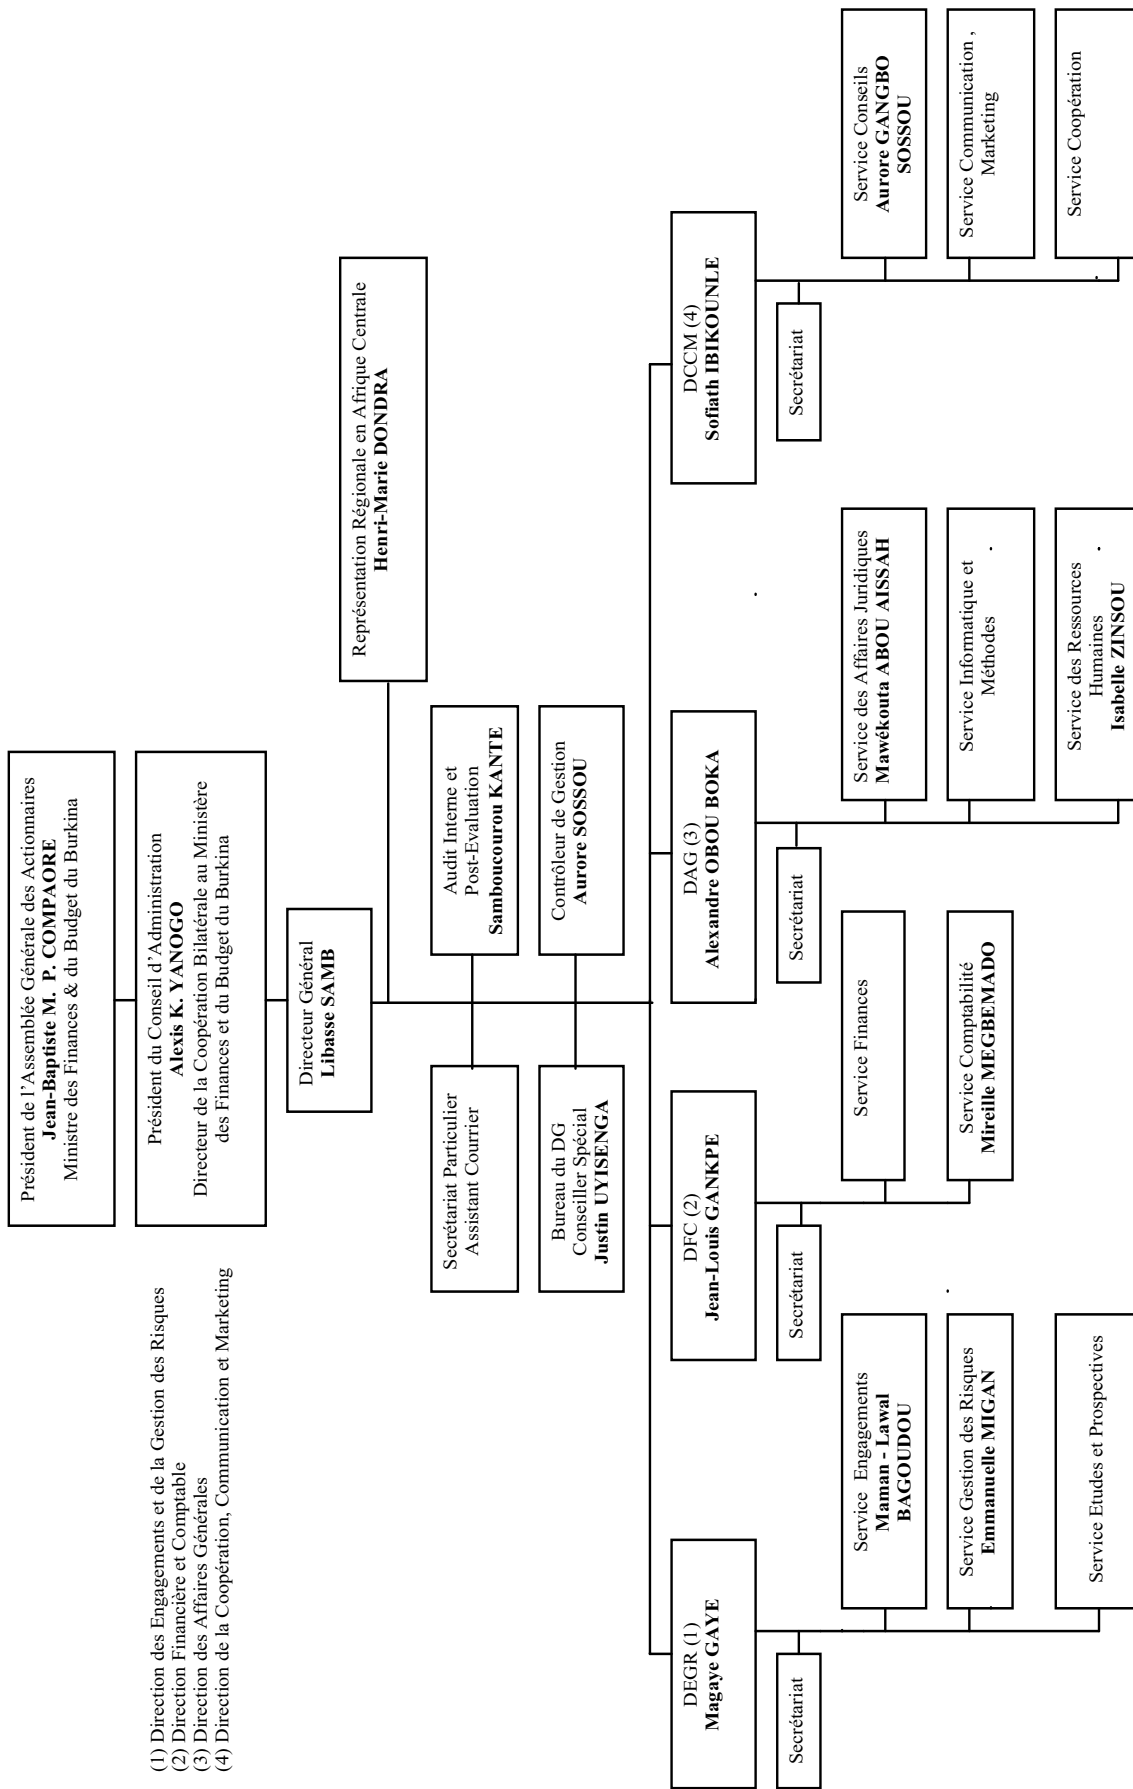 Président de l'Assemblée Générale des Actionnaires
Jean-Baptiste M. P. COMPAORE
Ministre des Finances & du Budget du Burkina
Président du Conseil d'Administration
Alexis K. YANOGO
Directeur de la Coopération Bilatérale au Ministère
des Finances et du Budget du Burkina
(1) Direction des Engagements et de la Gestion des Risques
(2) Direction Financière et Comptable
(3) Direction des Affaires Générales
(4) Direction de la Coopération, Communication et Marketing
Directeur Général
Libasse SAMB
Représentation Régionale en Afrique Centrale
Henri-Marie DONDRA
Secrétariat Particulier
Assistant Courrier
Audit Interne et
Post-Evaluation
Samboucourou KANTE
Bureau du DG
Conseiller Spécial
Justin UYISENGA
Contrôleur de Gestion
Aurore SOSSOU
DEGR (1)
Magaye GAYE
DFC (2)
Jean-Louis GANKPE
DAG (3)
Alexandre OBOU BOKA
DCCM (4)
Sofiath IBIKOUNLE
Secrétariat
Secrétariat
Secrétariat
Secrétariat
Service Engagements
Maman - Lawal
BAGOUDOU
Service Finances
Service des Affaires Juridiques
Mawékouta ABOU AISSAH
Service Conseils
Aurore GANGBO
SOSSOU
Service Gestion des Risques
Emmanuelle MIGAN
Service Comptabilité
Mireille MEGBEMADO
Service Informatique et
Méthodes
Service Communication ,
Marketing
Service Etudes et Prospectives
Service des Ressources
Humaines
Isabelle ZINSOU
Service Coopération